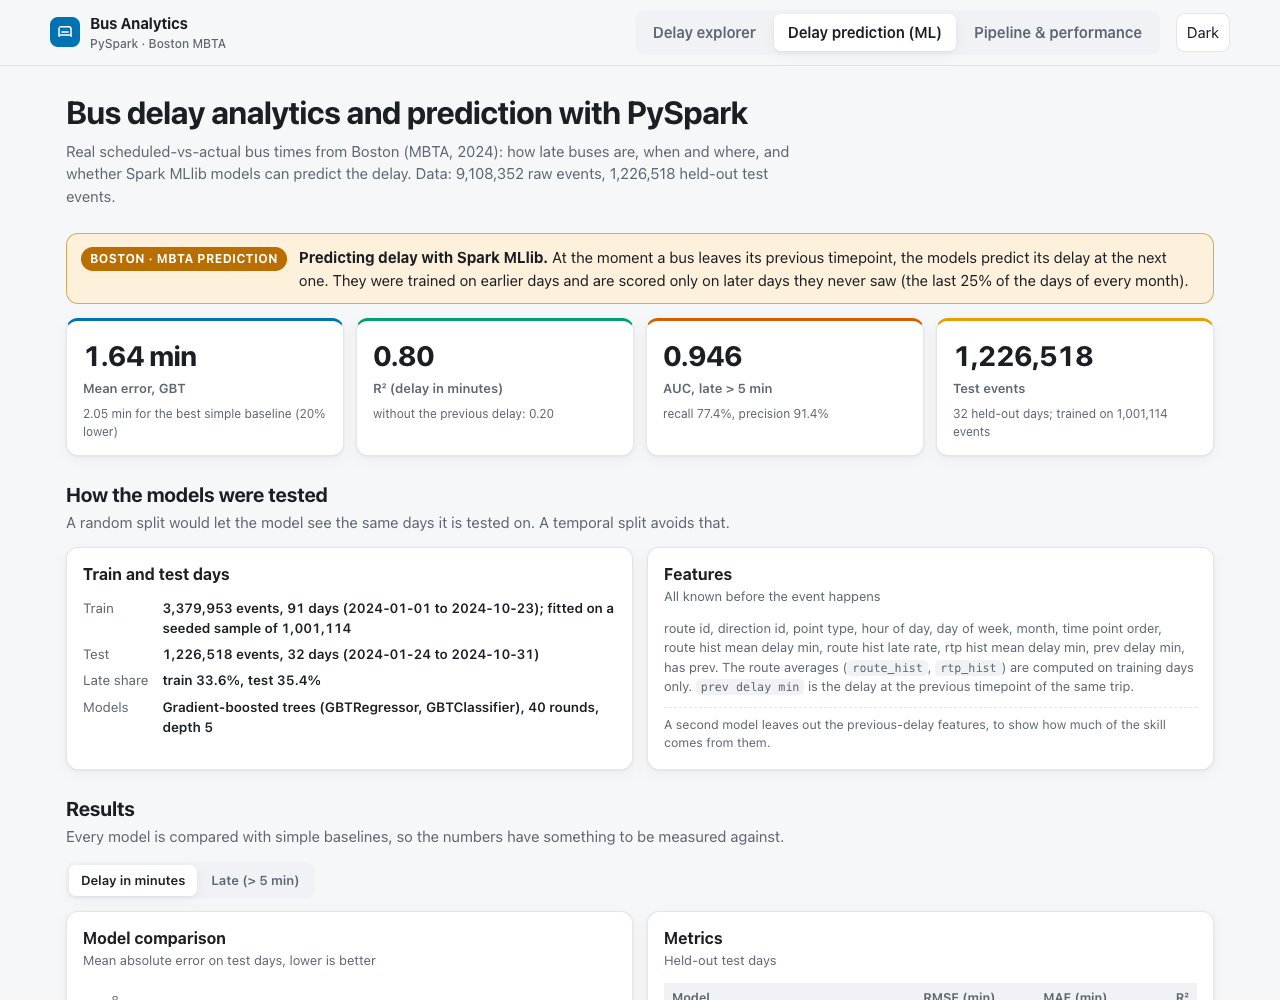 Bus Analytics
PySpark · Boston MBTA
Delay explorer
Delay prediction (ML)
Pipeline & performance
Dark
Bus delay analytics and prediction with PySpark
Real scheduled-vs-actual bus times from Boston (MBTA, 2024): how late buses are, when and where, and
whether Spark MLlib models can predict the delay. Data: 9,108,352 raw events, 1,226,518 held-out test
events.
BOSTON · MBTA PREDICTION
Predicting delay with Spark MLlib. At the moment a bus leaves its previous timepoint, the models predict its delay at the next
one. They were trained on earlier days and are scored only on later days they never saw (the last 25% of the days of every month).
1.64 min
Mean error, GBT
2.05 min for the best simple baseline (20%
lower)
0.80
R² (delay in minutes)
without the previous delay: 0.20
0.946
AUC, late > 5 min
recall 77.4%, precision 91.4%
1,226,518
Test events
32 held-out days; trained on 1,001,114
events
How the models were tested
A random split would let the model see the same days it is tested on. A temporal split avoids that.
Train and test days
Train
3,379,953 events, 91 days (2024-01-01 to 2024-10-23); fitted on a
seeded sample of 1,001,114
Test
1,226,518 events, 32 days (2024-01-24 to 2024-10-31)
Late share
train 33.6%, test 35.4%
Models
Gradient-boosted trees (GBTRegressor, GBTClassifier), 40 rounds,
depth 5
Features
All known before the event happens
route id, direction id, point type, hour of day, day of week, month, time point order,
route hist mean delay min, route hist late rate, rtp hist mean delay min, prev delay min,
has prev. The route averages ( route_hist , rtp_hist ) are computed on training days
only. prev delay min is the delay at the previous timepoint of the same trip.
A second model leaves out the previous-delay features, to show how much of the skill
comes from them.
Results
Every model is compared with simple baselines, so the numbers have something to be measured against.
Delay in minutes
Late (> 5 min)
Model comparison
Mean absolute error on test days, lower is better
8
Metrics
Held-out test days
Model
RMSE (min)
MAE (min)
R²